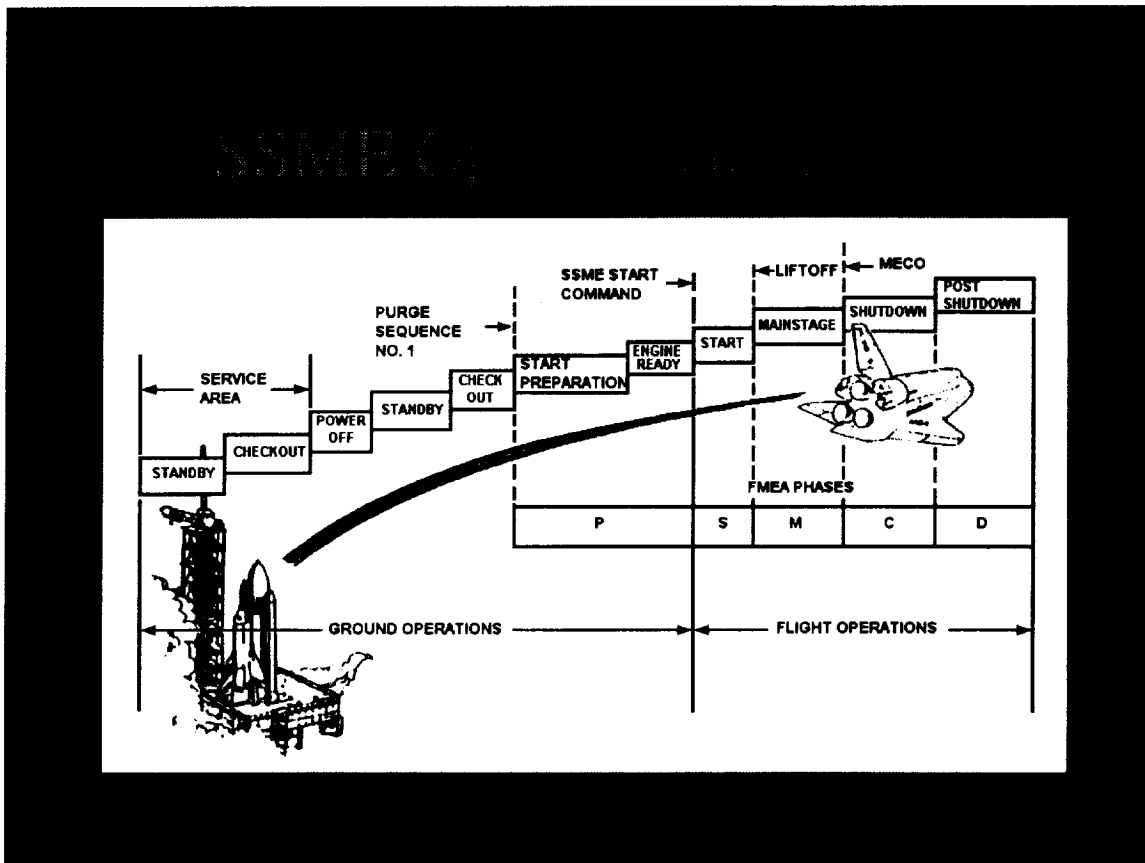 SSME
SSME START
COMMAND
LIFTOFF
MECO
PURGE
SEQUENCE
NO. 1
SERVICE
AREA
STANDBY
CHECKOUT
POWER
OFF
STANDBY
CHECK
OUT
START
PREPARATION
ENGINE
READY
START
MAINSTAGE
SHUTDOWN
POST
SHUTDOWN
FMEA PHASES
P
S
M
C
D
GROUND OPERATIONS
FLIGHT OPERATIONS